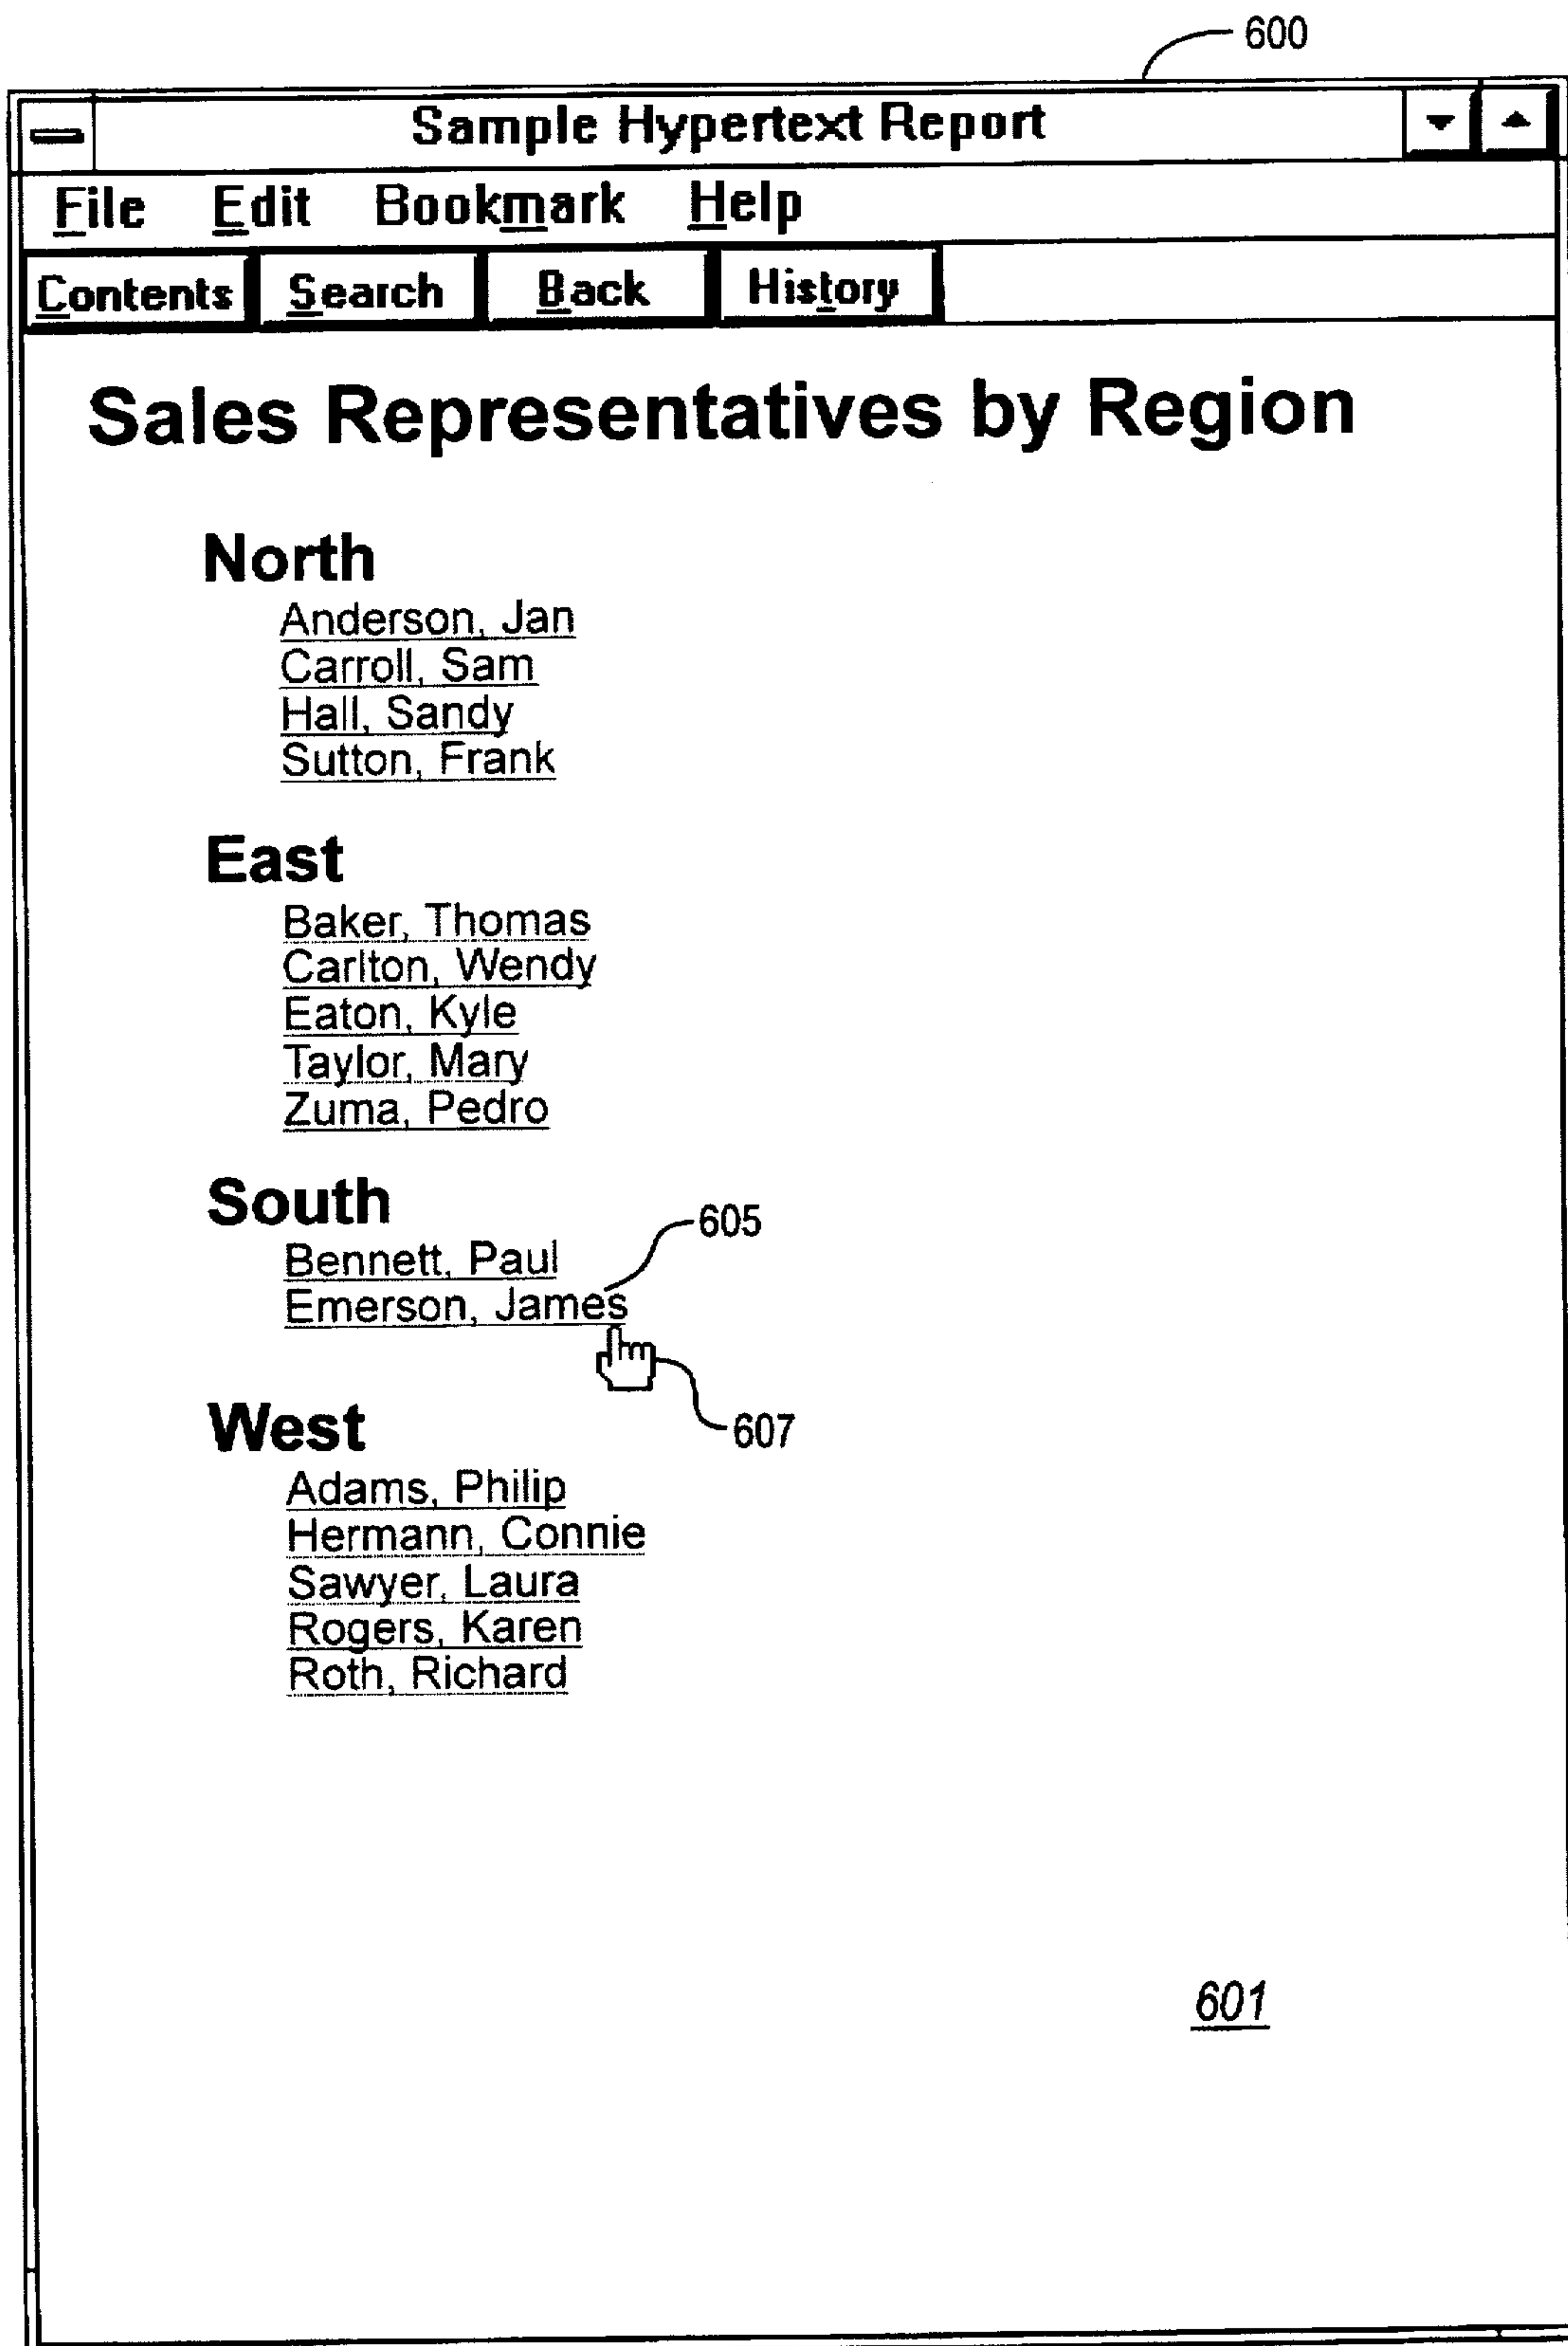 600
Sample Hypertext Report
File Edit Bookmark Help
Contents Search Back History
Sales Representatives by Region
North
Anderson, Jan
Carroll, Sam
Hall, Sandy
Sutton, Frank
East
Baker, Thomas
Carlton, Wendy
Eaton, Kyle
Taylor, Mary
Zuma, Pedro
South
605
Bennett, Paul
Emerson, James
607
West
Adams, Philip
Hermann, Connie
Sawyer, Laura
Rogers, Karen
Roth, Richard
601